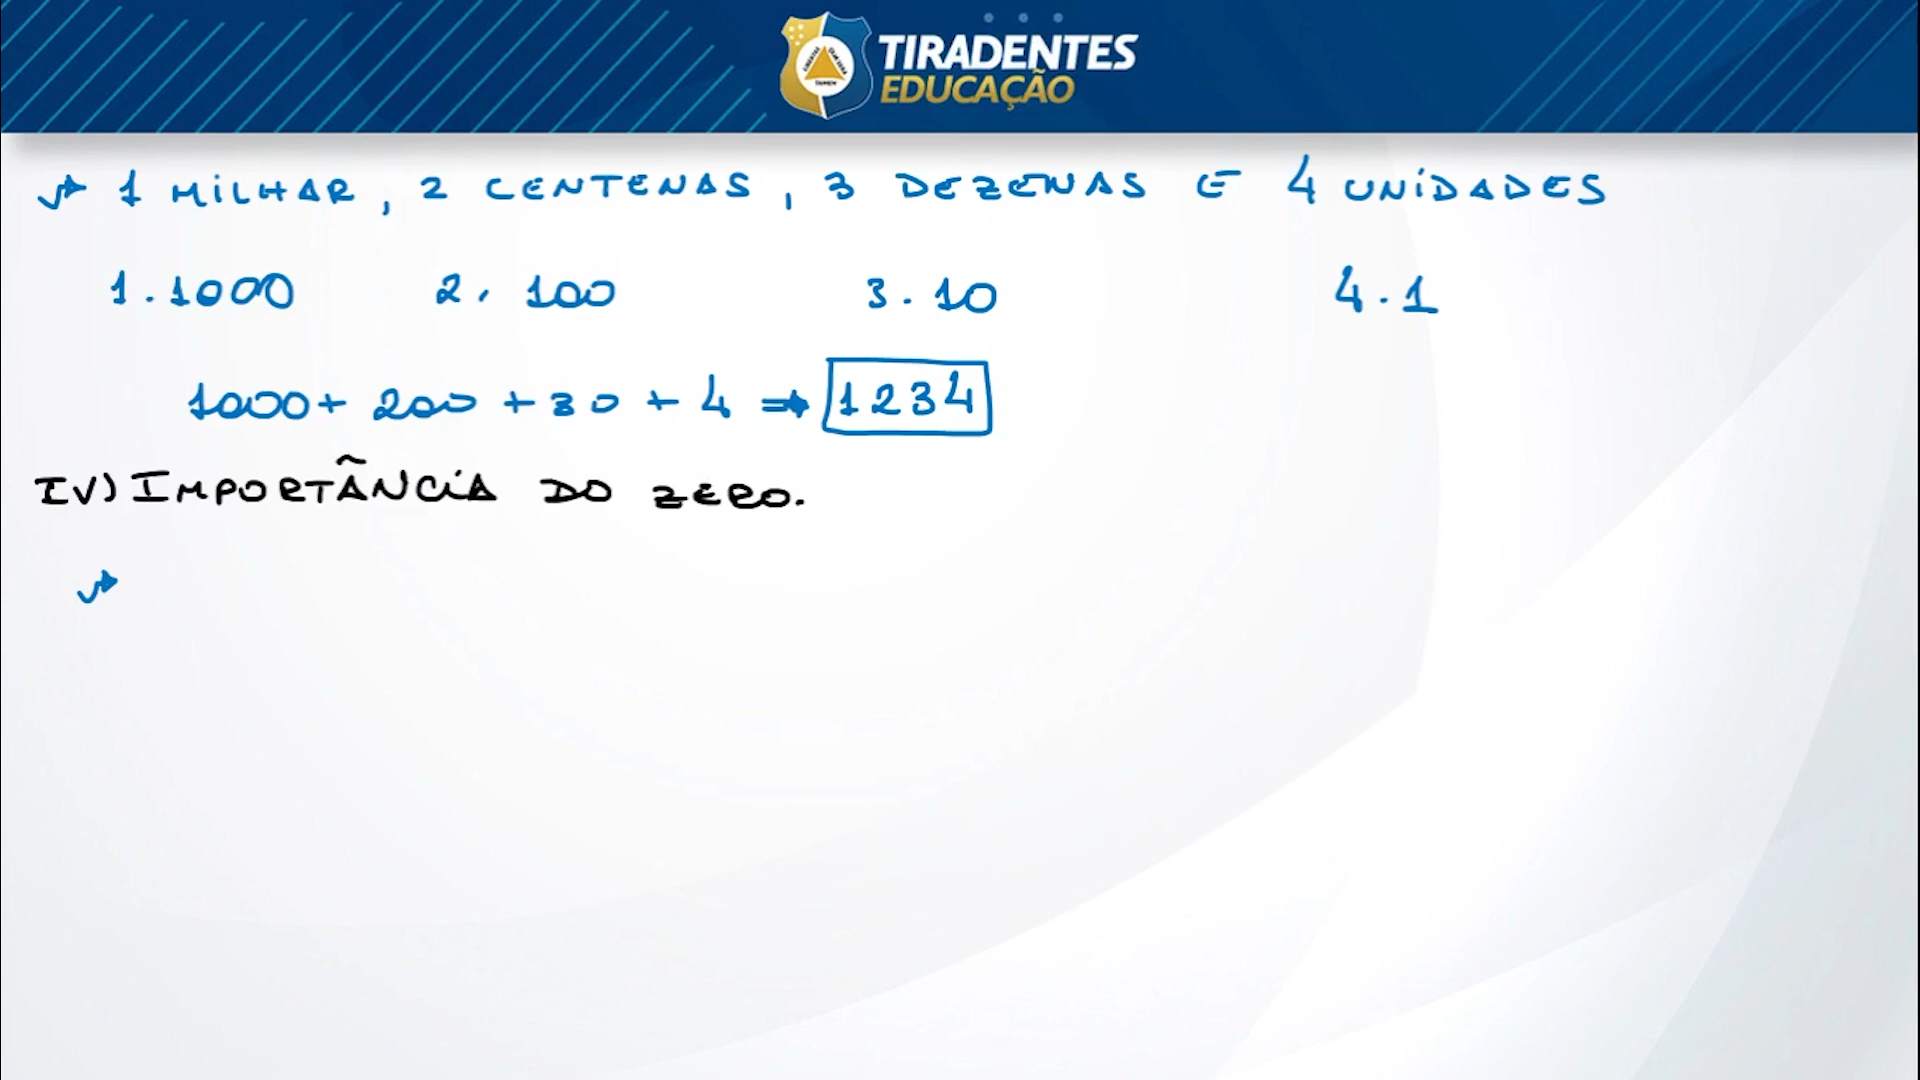 TIRADENTES
EDUCAÇÃO
1 MILHAR, 2 CENTENAS, 3 DEZENAS E 4 UNIDADES
1.1000 2. 100 3.10 4.1
1000+ 200 +30 + 4 → 1234
IV) IMPORTÂNCIA DO ZERO.